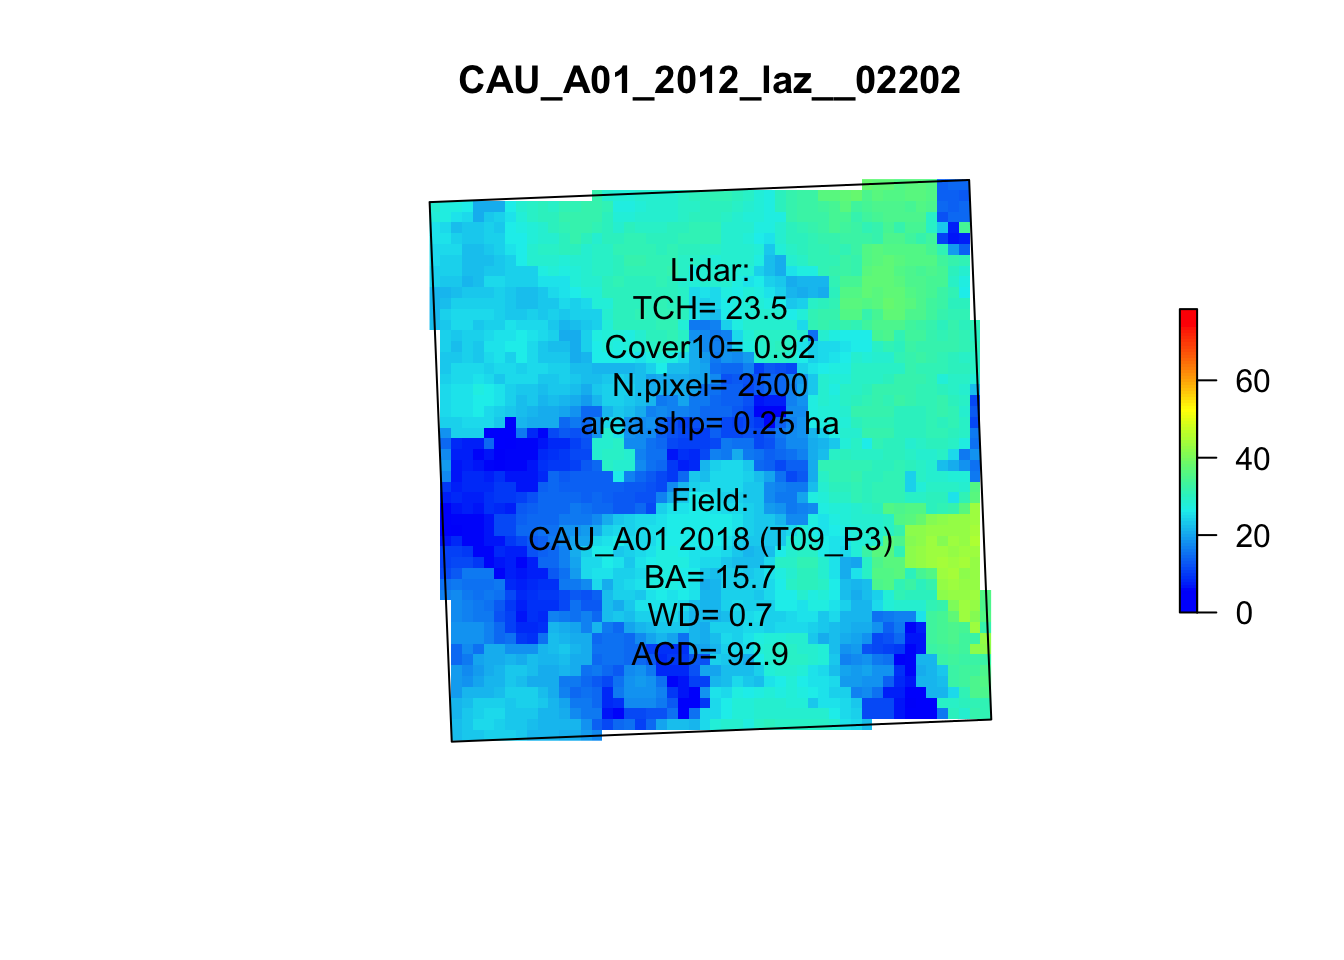 CAU_A01_2012_laz__02202
Lidar:
TCH= 23.5
Cover10= 0.92
N.pixel= 2500
area.shp= 0.25 ha
Field:
CAU_A01 2018 (T09_P3)
BA= 15.7
WD= 0.7
ACD= 92.9
60
40
20
0